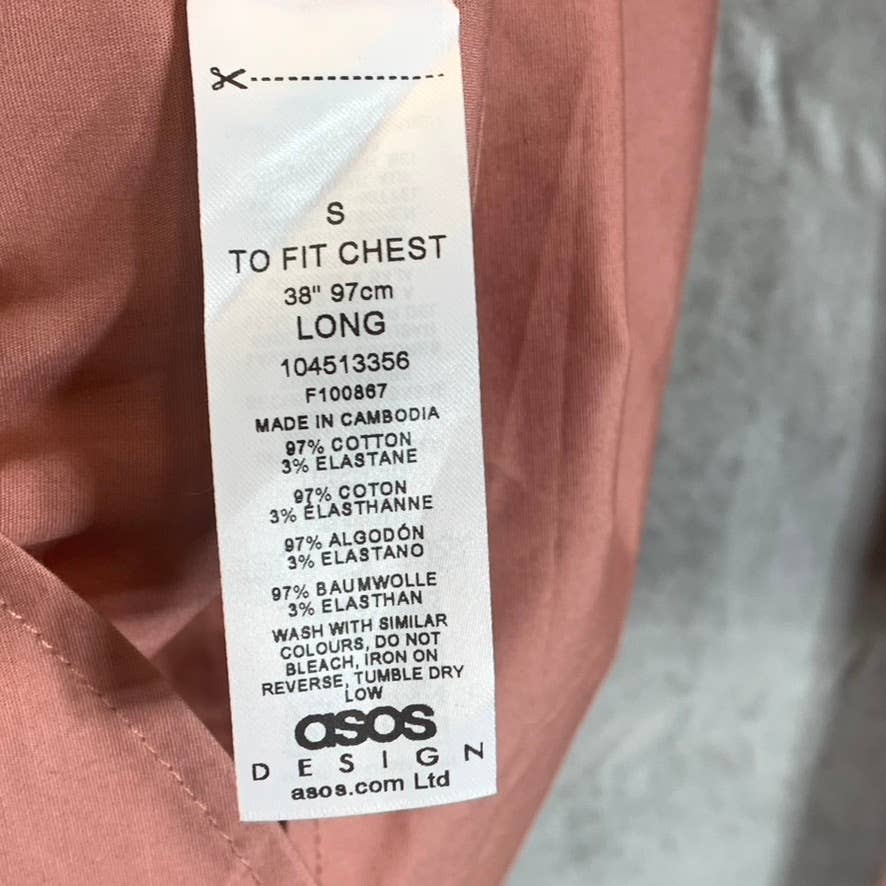 S
TO FIT CHEST
38" 97cm
LONG
104513356
F100867
MADE IN CAMBODIA
97% COTTON
3% ELASTANE
97% COTON
3% ÉLASTHANNE
97% ALGODÓN
3% ELASTANO
97% BAUMWOLLE
3% ELASTHAN
WASH WITH SIMILAR
COLOURS, DO NOT
BLEACH, IRON ON
REVERSE, TUMBLE DRY
LOW
asos
DESIGN
asos.com Ltd